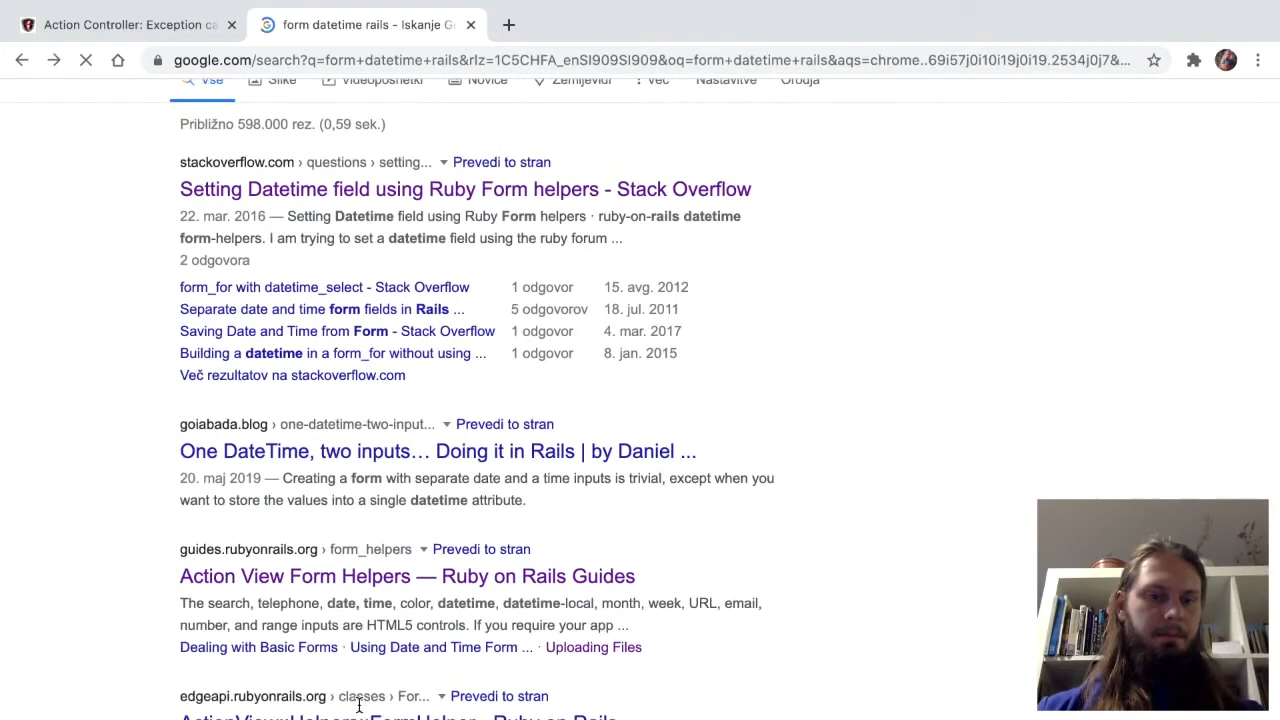 Action Controller: Exception ca
form datetime rails - Iskanje G
google.com/search?q=form+datetime+rails&rlz=1C5CHFA_enSI909SI909&oq=form+datetime+rails&aqs=chrome..69i57j0i10i19j0i19.2534j0j7&...
Vse Slike Videoposnetki Novice Zemljevidi Več Nastavitve Orodja
Približno 598.000 rez. (0,59 sek.)
stackoverflow.com › questions › setting... Prevedi to stran
Setting Datetime field using Ruby Form helpers - Stack Overflow
22. mar. 2016 — Setting Datetime field using Ruby Form helpers · ruby-on-rails datetime
form-helpers. I am trying to set a datetime field using the ruby forum ...
2 odgovora
form_for with datetime_select - Stack Overflow 1 odgovor 15. avg. 2012
Separate date and time form fields in Rails ... 5 odgovorov 18. jul. 2011
Saving Date and Time from Form - Stack Overflow 1 odgovor 4. mar. 2017
Building a datetime in a form_for without using ... 1 odgovor 8. jan. 2015
Več rezultatov na stackoverflow.com
goiabada.blog › one-datetime-two-input... Prevedi to stran
One DateTime, two inputs… Doing it in Rails | by Daniel ...
20. maj 2019 — Creating a form with separate date and a time inputs is trivial, except when you
want to store the values into a single datetime attribute.
guides.rubyonrails.org › form_helpers Prevedi to stran
Action View Form Helpers — Ruby on Rails Guides
The search, telephone, date, time, color, datetime, datetime-local, month, week, URL, email,
number, and range inputs are HTML5 controls. If you require your app ...
Dealing with Basic Forms · Using Date and Time Form ... · Uploading Files
edgeapi.rubyonrails.org › classes › For... Prevedi to stran
ActionView::Helpers::FormHelper - Ruby on Rails